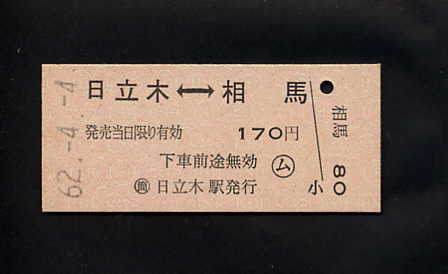 62.-4.-4
日立木↔相馬
発売当日限り有効 170円
下車前途無効 ㋰
日立木駅発行
相馬
小 80